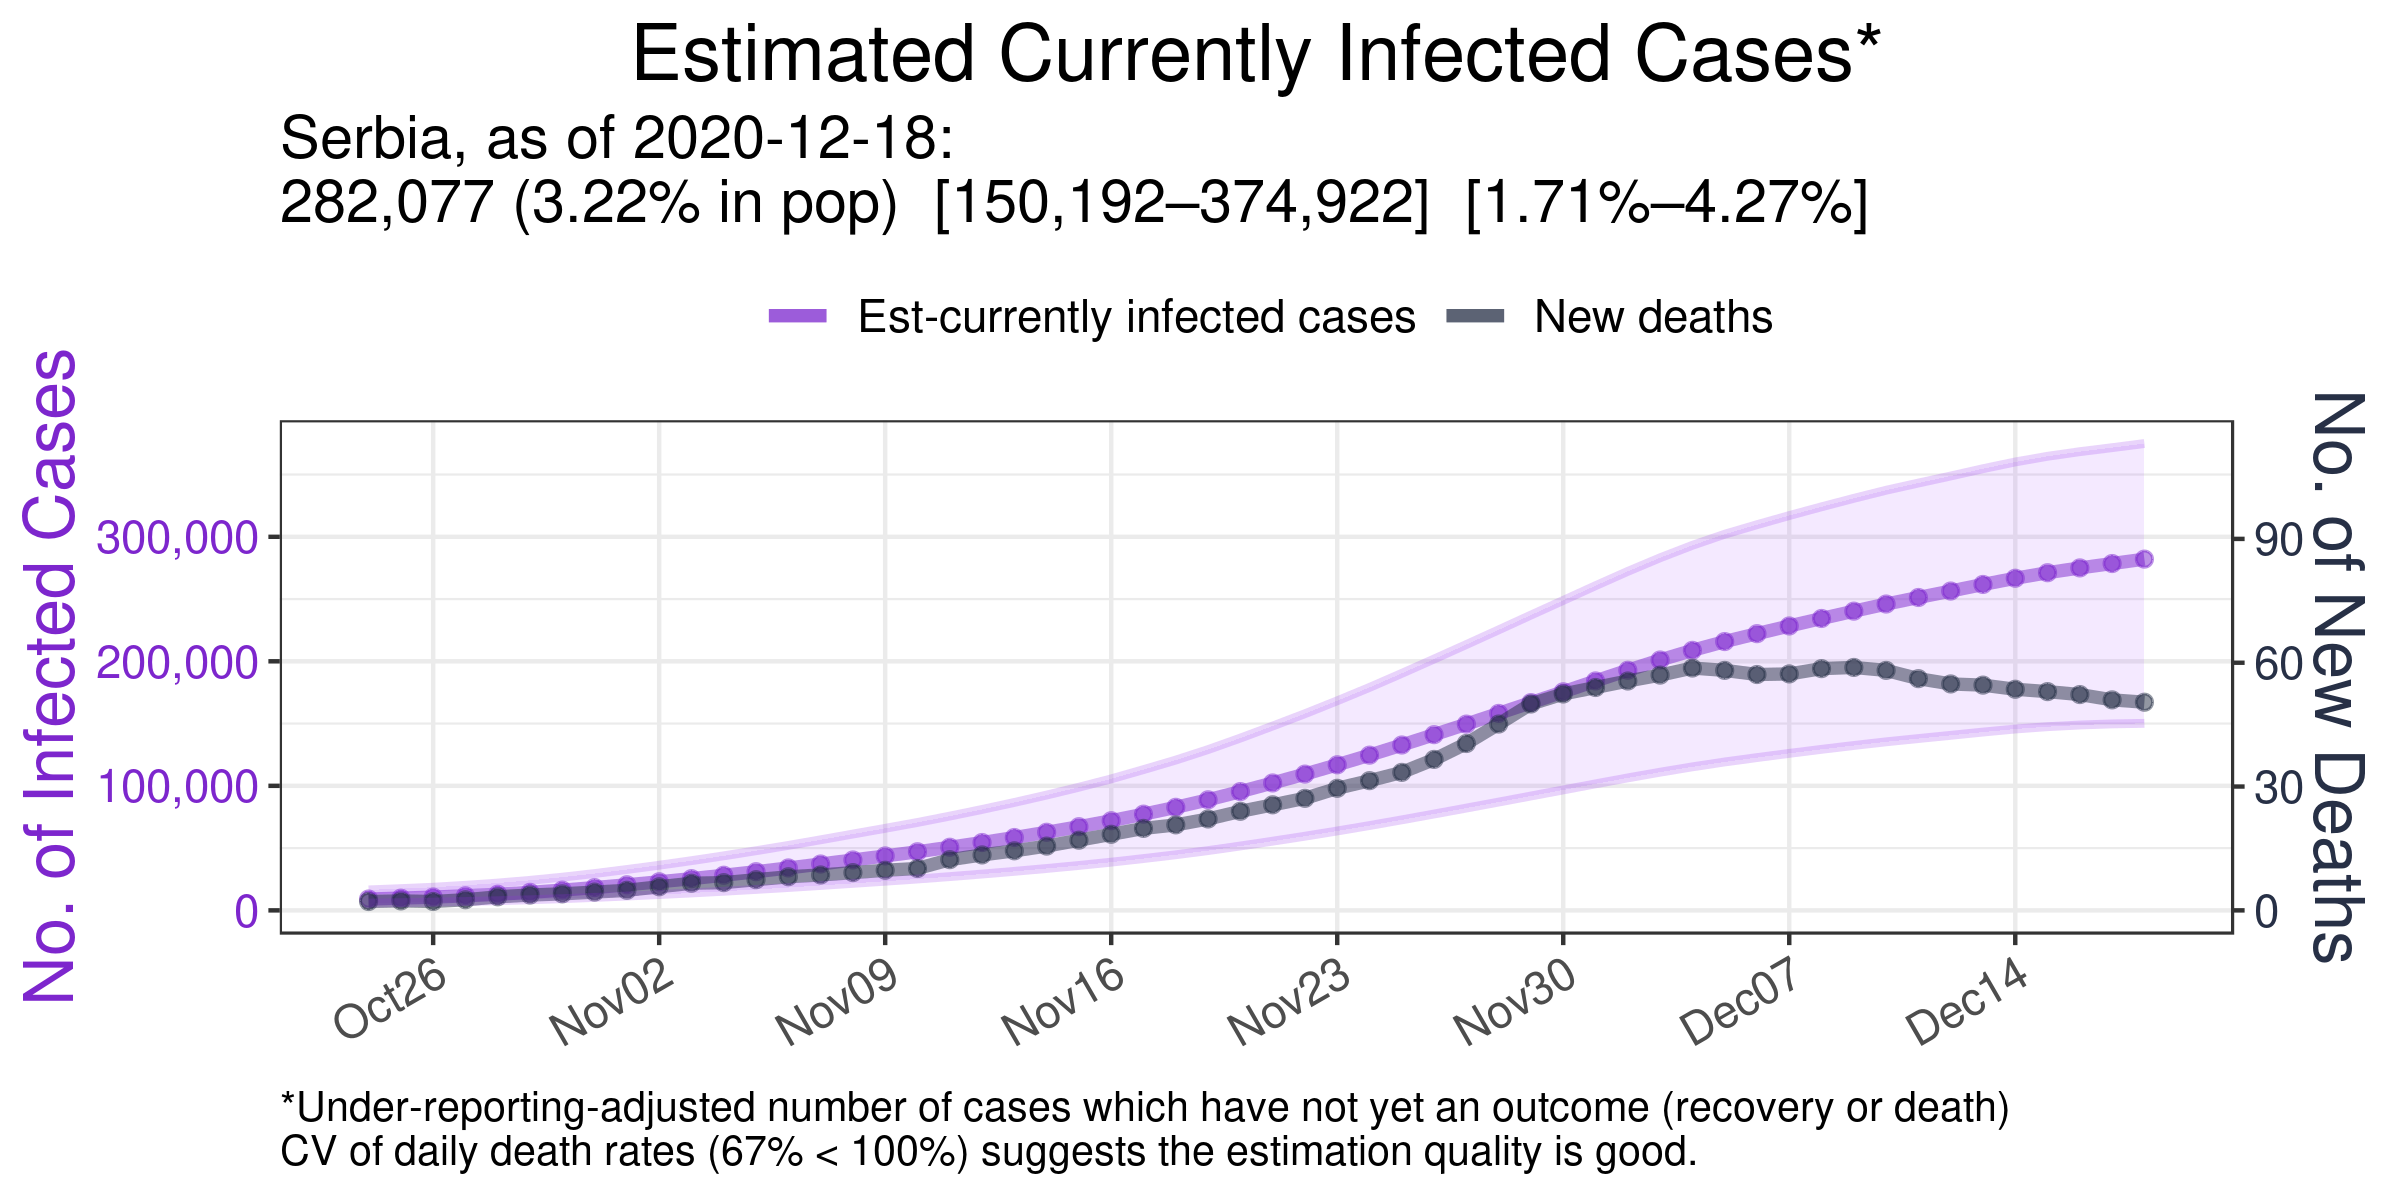 Estimated Currently Infected Cases*
Serbia, as of 2020-12-18:
282,077 (3.22% in pop) [150,192–374,922] [1.71%–4.27%]
Est-currently infected cases
New deaths
No. of Infected Cases
300,000
200,000
100,000
0
No. of New Deaths
90
60
30
0
Oct26
Nov02
Nov09
Nov16
Nov23
Nov30
Dec07
Dec14
*Under-reporting-adjusted number of cases which have not yet an outcome (recovery or death)
CV of daily death rates (67% < 100%) suggests the estimation quality is good.